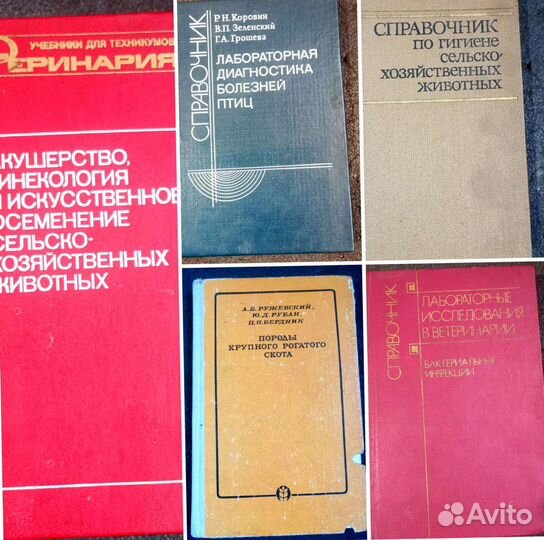 УЧЕБНИКИ ДЛЯ ТЕХНИКУМОВ
ЕРИНАРИЯ
КУШЕРСТВО,
ИНЕКОЛОГИЯ
И ИСКУССТВЕННОЕ
ОСЕМЕНЕНИЕ
СЕЛЬСКО-
ХОЗЯЙСТВЕННЫХ
ЖИВОТНЫХ
СПРАВОЧНИК
Р.Н. Коровин
В.П. Зеленский
Г.А. Грошева
ЛАБОРАТОРНАЯ
ДИАГНОСТИКА
БОЛЕЗНЕЙ
ПТИЦ
СПРАВОЧНИК
ПО ГИГИЕНЕ
СЕЛЬСКО-
ХОЗЯЙСТВЕННЫХ
ЖИВОТНЫХ
А.Б. РУЖЕВСКИЙ,
Ю.Д. РУБАН,
П.П. БЕРДНИК
ПОРОДЫ
КРУПНОГО РОГАТОГО
СКОТА
СПРАВОЧНИК
ЛАБОРАТОРНЫЕ
ИССЛЕДОВАНИЯ
В ВЕТЕРИНАРИИ
БАКТЕРИАЛЬНЫЕ
ИНФЕКЦИИ
Avito